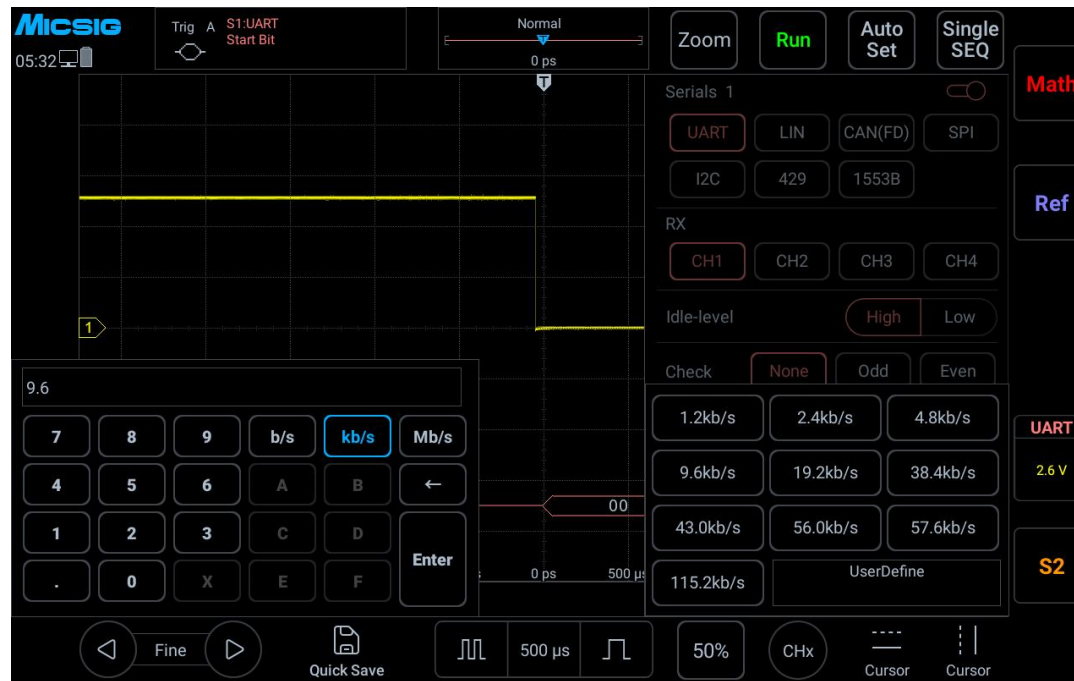 MICSIG
Trig A S1:UART
Start Bit
Normal
0 ps
Zoom
Run
Auto
Set
Single
SEQ
05:32
T
Serials 1
Math
UART
LIN
CAN(FD)
SPI
I2C
429
1553B
Ref
RX
CH1
CH2
CH3
CH4
1
Idle-level
High
Low
Check
None
Odd
Even
9.6
7
8
9
b/s
kb/s
Mb/s
4
5
6
A
B
←
1
2
3
C
D
Enter
.
0
X
E
F
00
0 ps
500 µs
1.2kb/s
2.4kb/s
4.8kb/s
9.6kb/s
19.2kb/s
38.4kb/s
43.0kb/s
56.0kb/s
57.6kb/s
115.2kb/s
UserDefine
UART
2.6 V
S2
Fine
Quick Save
500 µs
50%
CHx
Cursor
Cursor